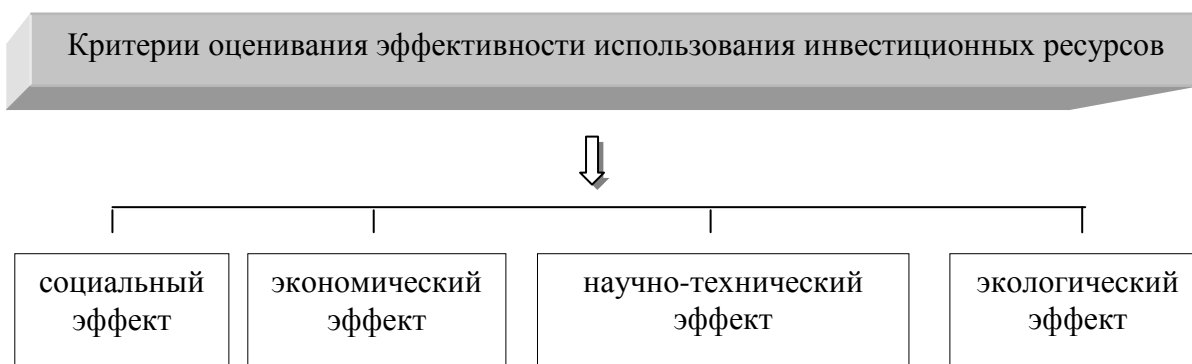 Критерии оценивания эффективности использования инвестиционных ресурсов
социальный
эффект
экономический
эффект
научно-технический
эффект
экологический
эффект